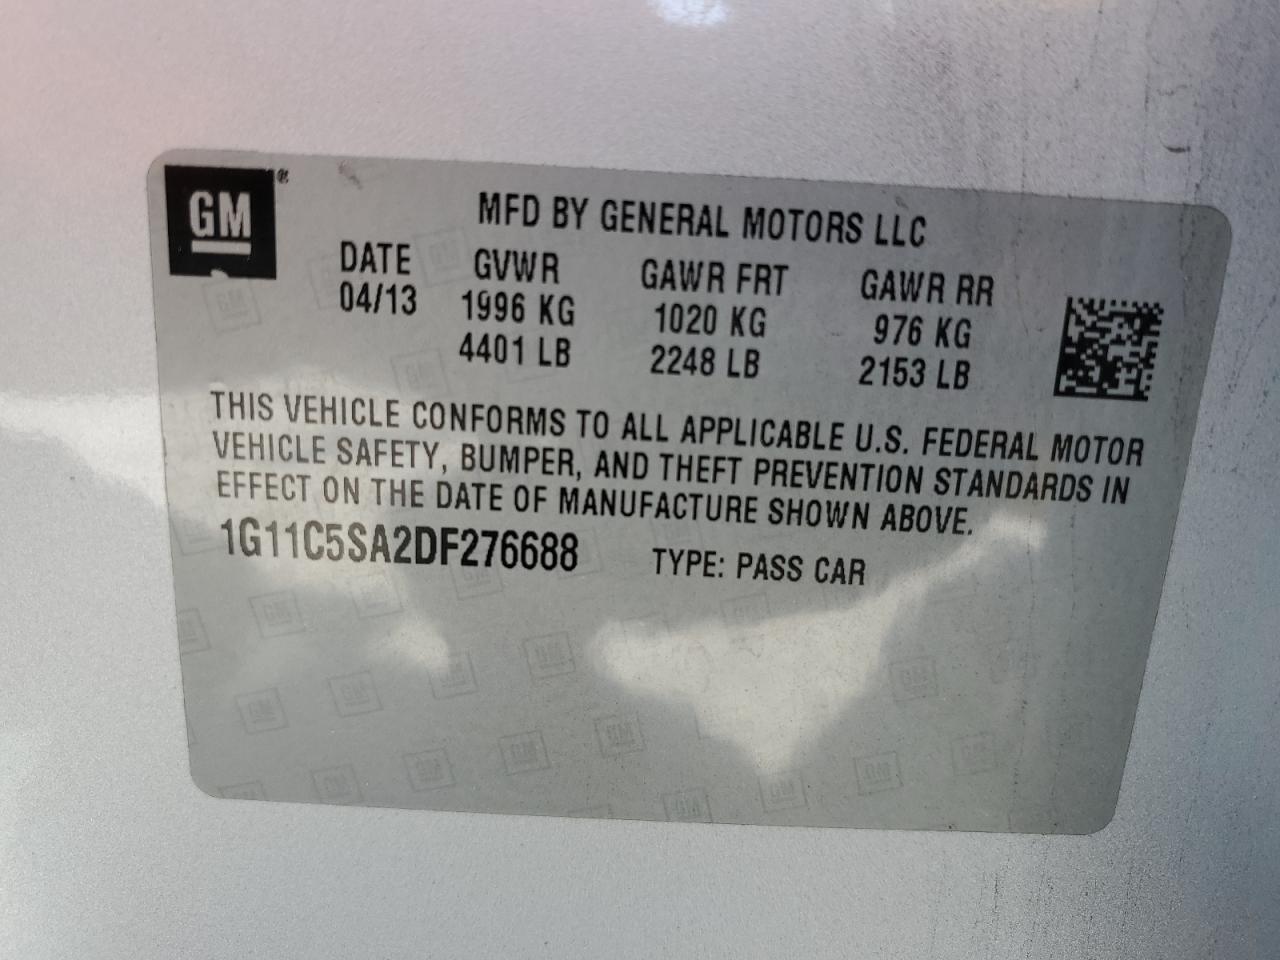 GM®
MFD BY GENERAL MOTORS LLC
DATE GVWR GAWR FRT GAWR RR
04/13 1996 KG 1020 KG 976 KG
4401 LB 2248 LB 2153 LB
THIS VEHICLE CONFORMS TO ALL APPLICABLE U.S. FEDERAL MOTOR
VEHICLE SAFETY, BUMPER, AND THEFT PREVENTION STANDARDS IN
EFFECT ON THE DATE OF MANUFACTURE SHOWN ABOVE.
1G11C5SA2DF276688 TYPE: PASS CAR